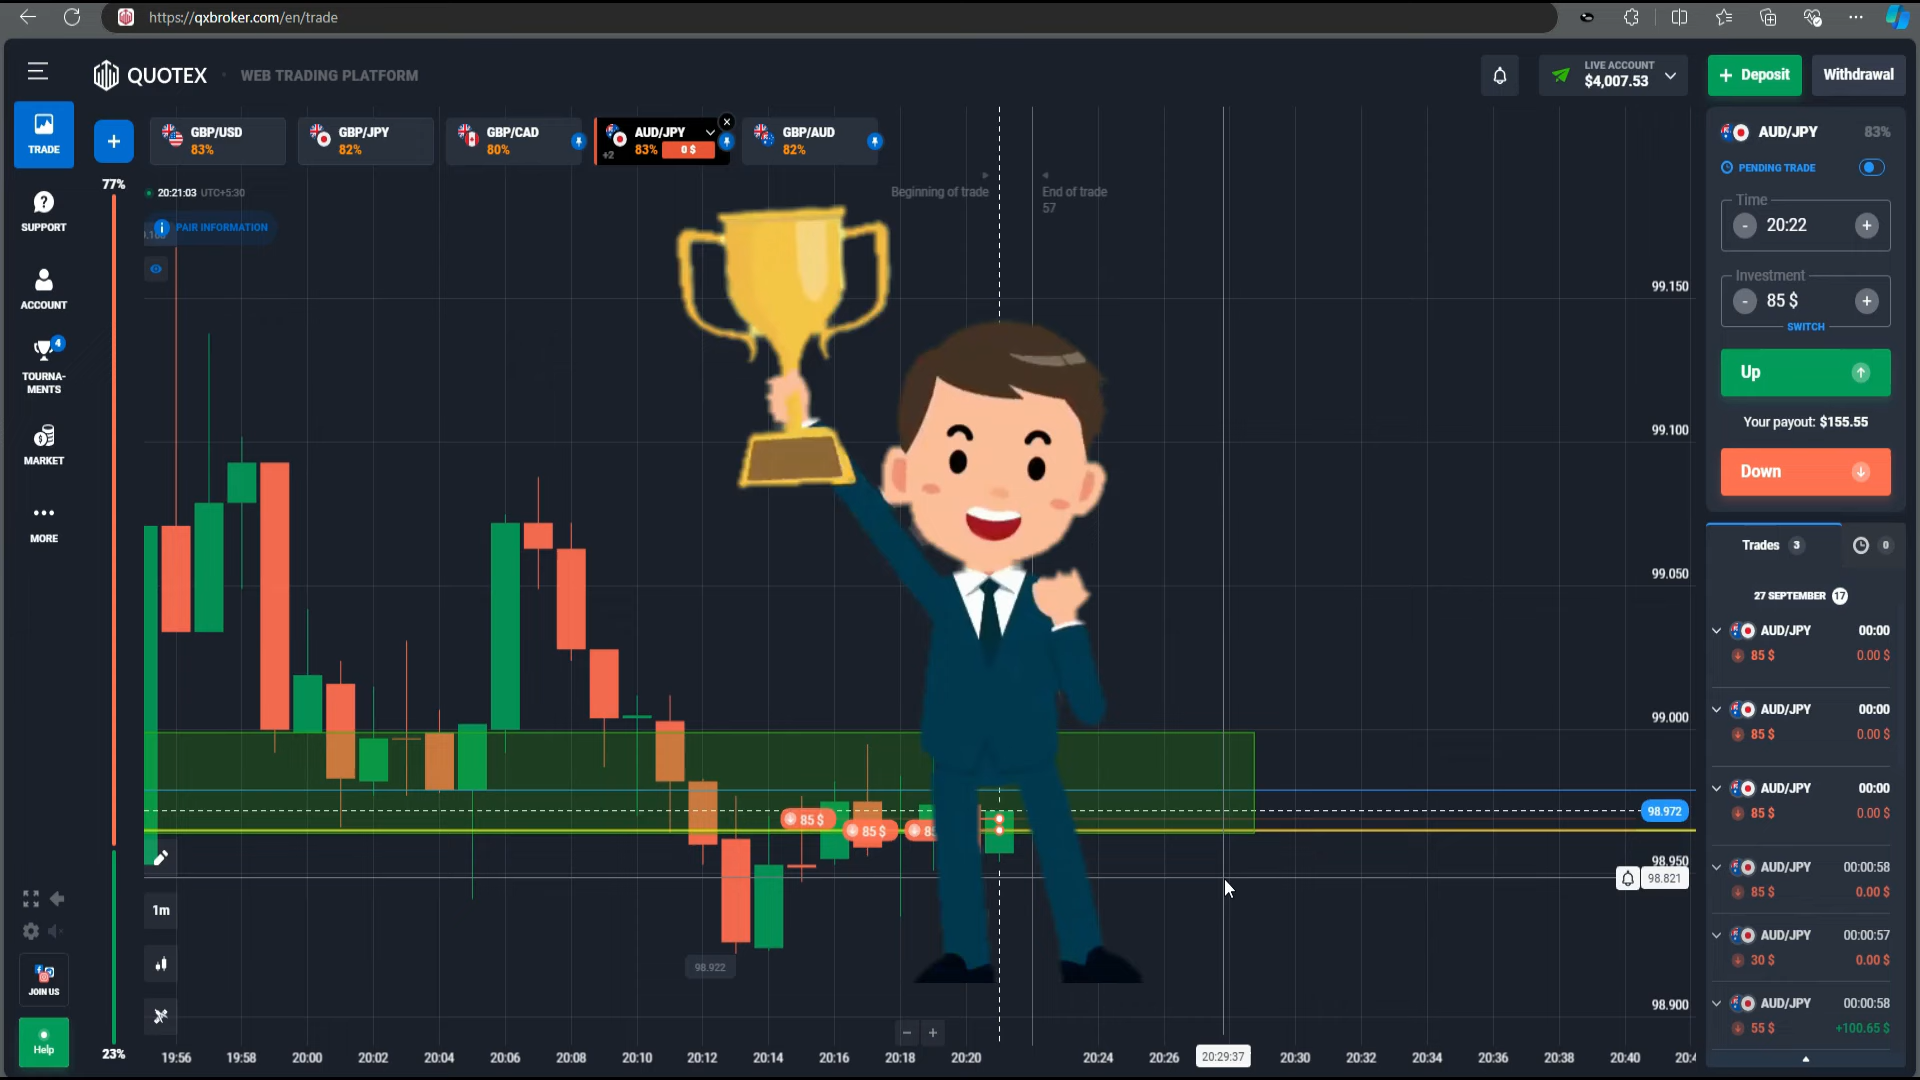 https://qxbroker.com/en/trade
QUOTEX
WEB TRADING PLATFORM
LIVE ACCOUNT
$4,007.53
+ Deposit
Withdrawal
TRADE
+
GBP/USD
83%
GBP/JPY
82%
GBP/CAD
80%
AUD/JPY
+2
83%
0 $
GBP/AUD
82%
77%
20:21:03 UTC+5:30
PAIR INFORMATION
Beginning of trade
End of trade
57
SUPPORT
ACCOUNT
4
TOURNA-
MENTS
MARKET
MORE
JOIN US
Help
23%
1m
99.150
99.100
99.050
99.000
98.972
98.950
98.821
98.900
85 $
85 $
98.922
- +
19:56
19:58
20:00
20:02
20:04
20:06
20:08
20:10
20:12
20:14
20:16
20:18
20:20
20:24
20:26
20:29:37
20:30
20:32
20:34
20:36
20:38
20:40
AUD/JPY
83%
PENDING TRADE
Time
- 20:22 +
Investment
- 85 $ +
SWITCH
Up
Your payout: $155.55
Down
Trades 3
0
27 SEPTEMBER 17
AUD/JPY 00:00
85 $ 0.00 $
AUD/JPY 00:00
85 $ 0.00 $
AUD/JPY 00:00
85 $ 0.00 $
AUD/JPY 00:00:58
85 $ 0.00 $
AUD/JPY 00:00:57
30 $ 0.00 $
AUD/JPY 00:00:58
55 $ +100.65 $